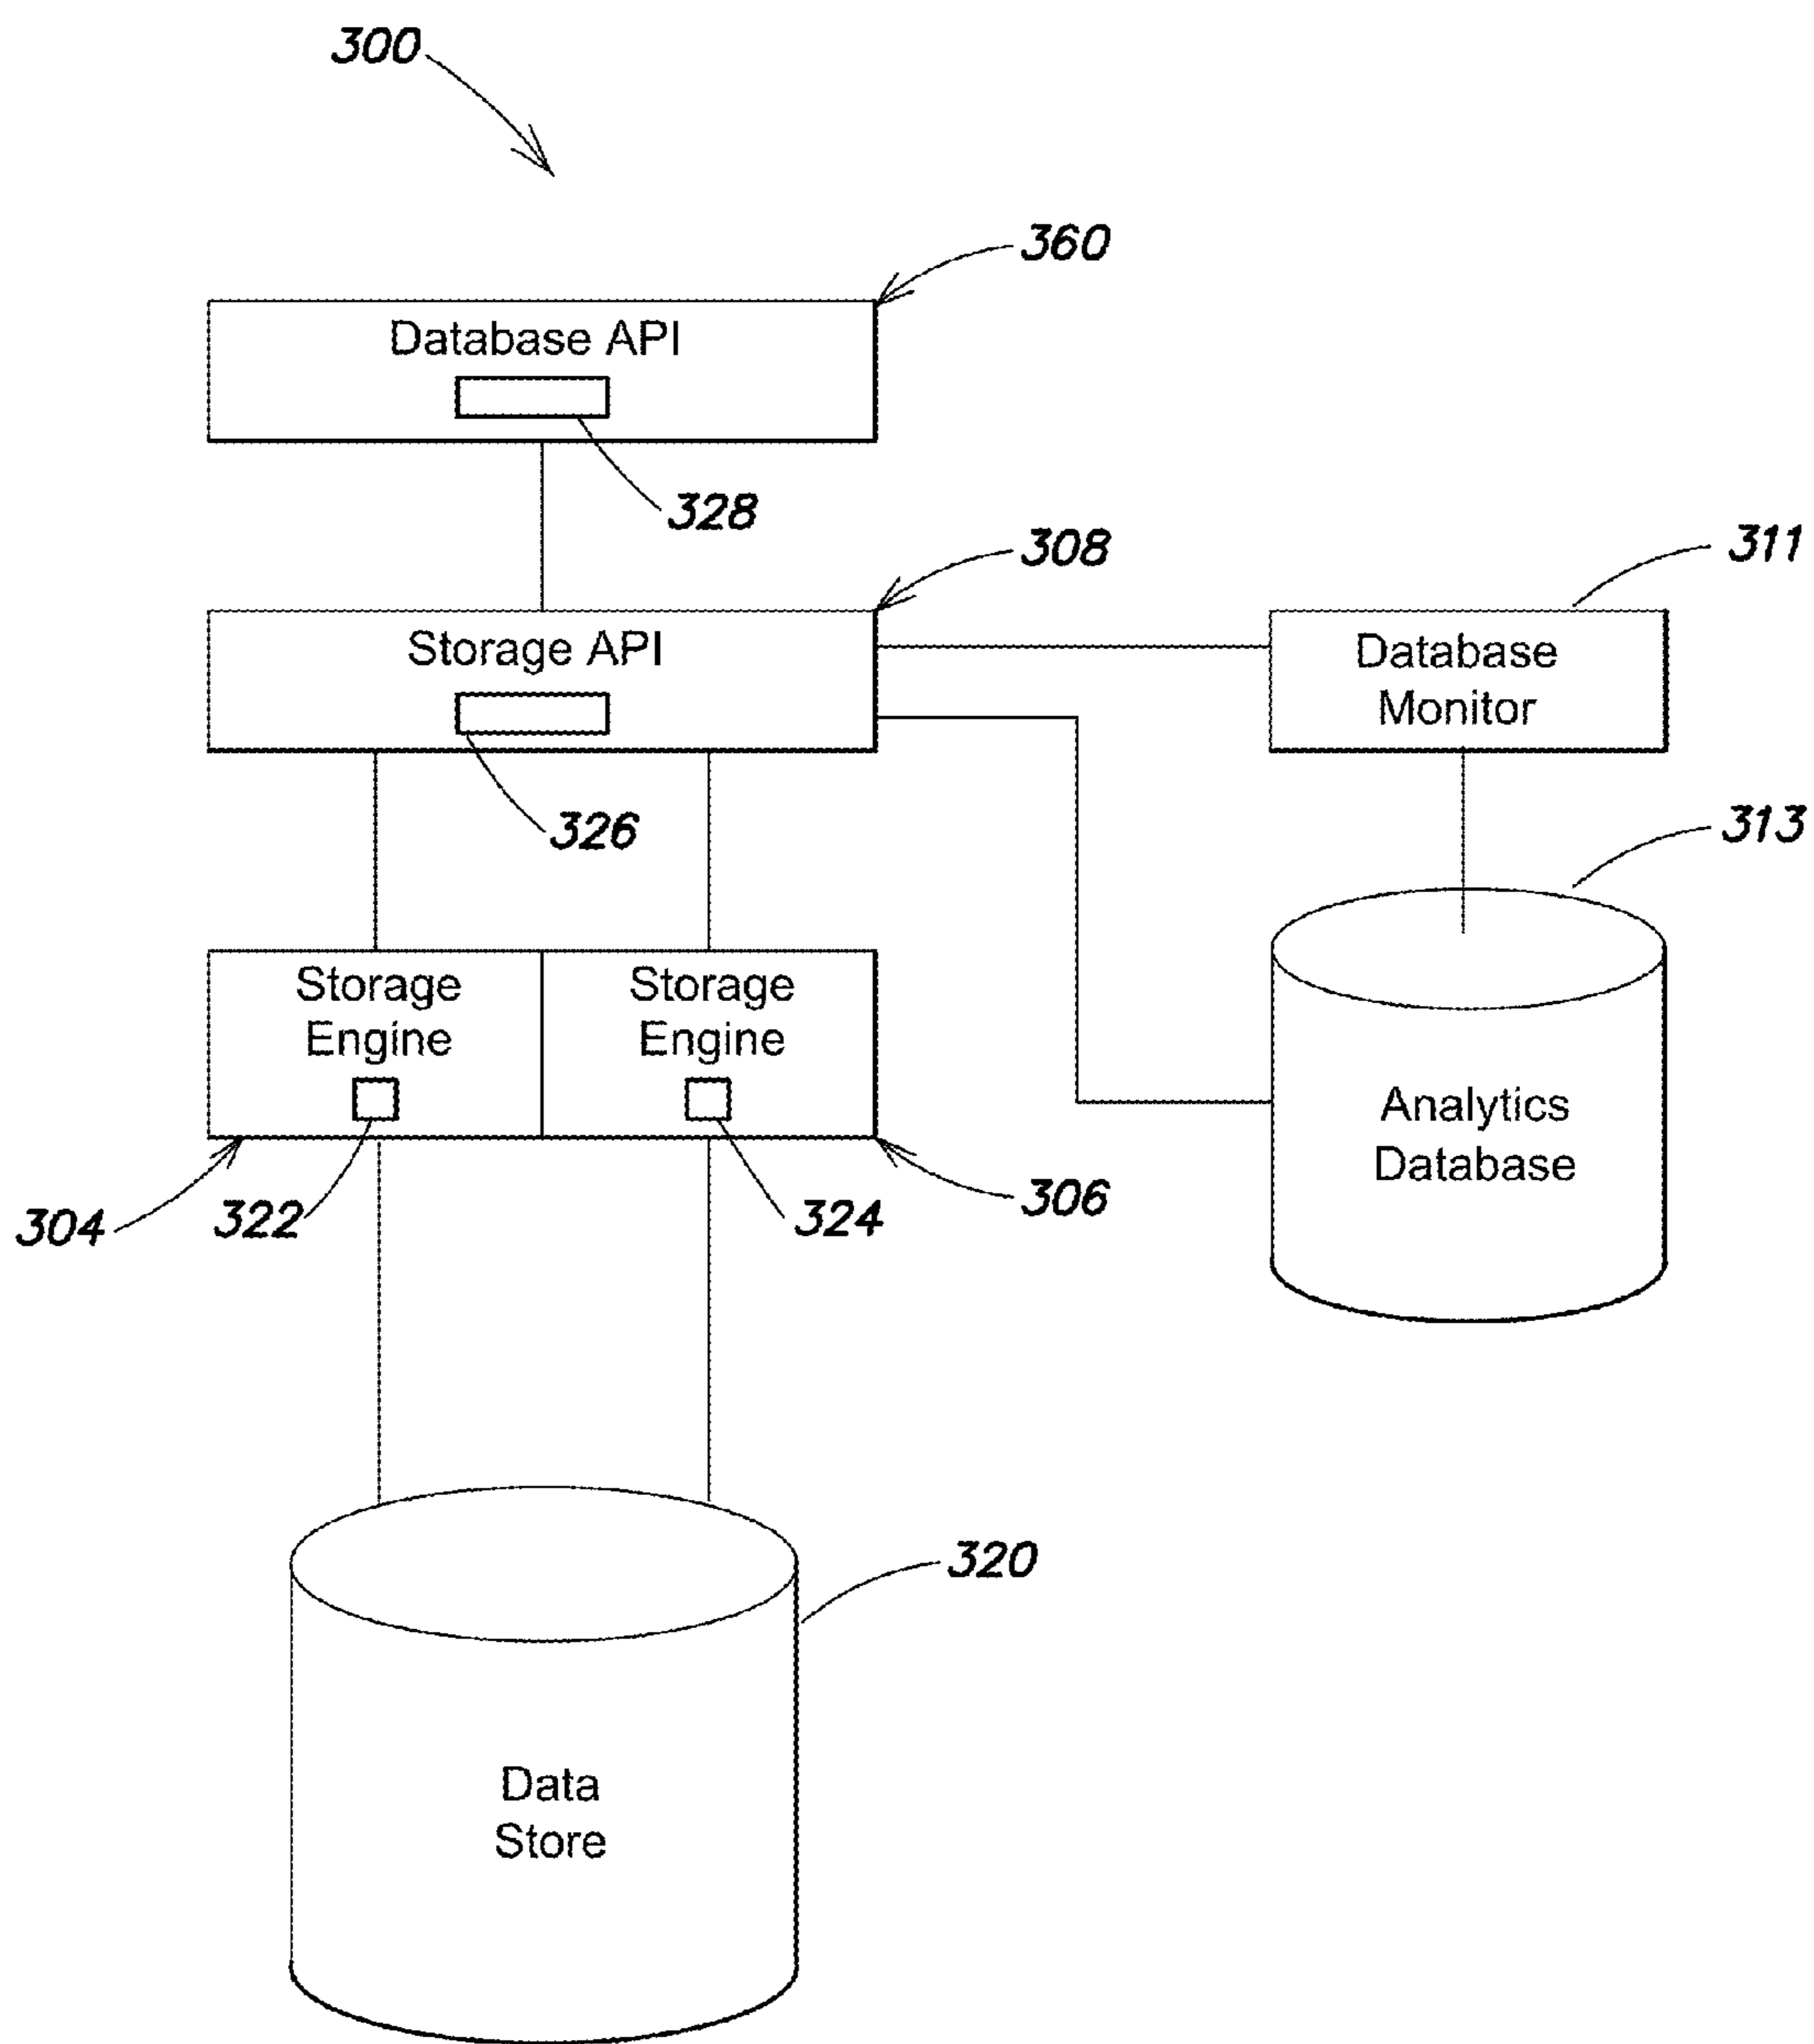 300
360
Database API
328
308
311
Storage API
Database
Monitor
326
313
Storage
Engine
Storage
Engine
Analytics
Database
304
322
324
306
320
Data
Store